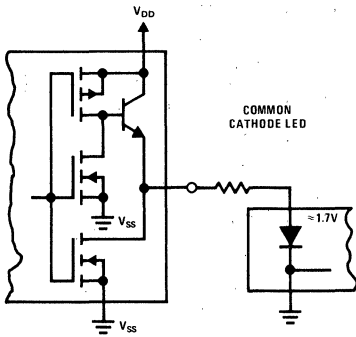 VDD
COMMON
CATHODE LED
≈1.7V
VSS
VSS